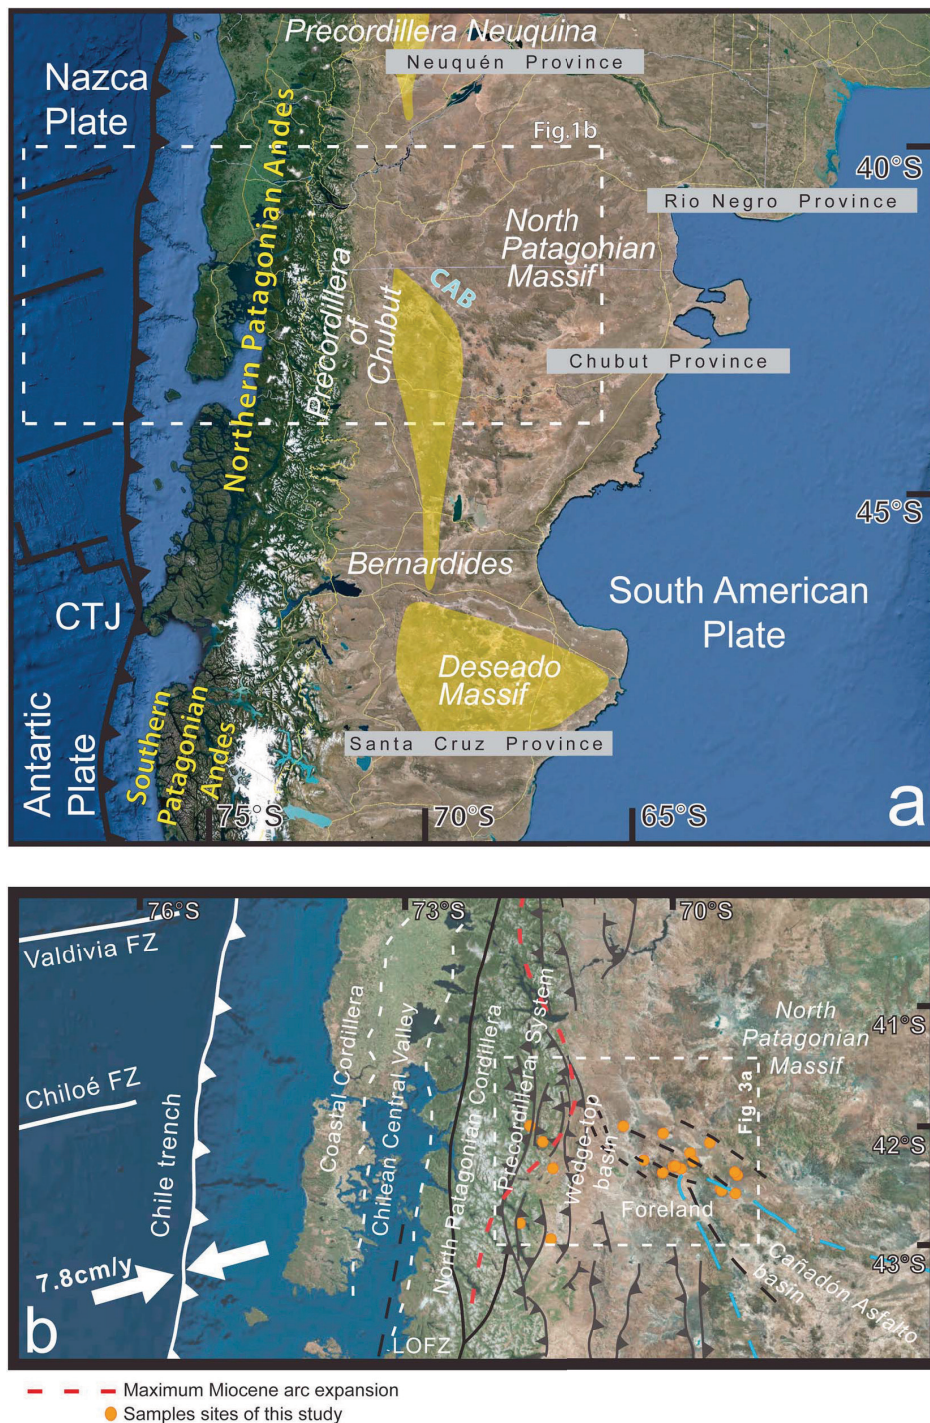 Precordillera Neuquina
Neuquén Province
Nazca
Plate
Fig.1b
40°S
Rio Negro Province
Northern Patagonian Andes
North
Patagonian
Massif
CAB
Precordillera
of
Chubut
Chubut Province
45°S
Bernardides
CTJ
South American
Plate
Deseado
Massif
Antartic
Plate
Southern
Patagonian
Andes
Santa Cruz Province
75°S
70°S
65°S
a
76°S
73°S
70°S
Valdivia FZ
41°S
North
Patagonian
Massif
Chiloé FZ
Chile trench
Coastal Cordillera
Chilean Central Valley
North Patagonian Cordillera
Precordilleral System
Wedge-top
basin
Fig. 3a
42°S
Foreland
43°S
Cañadón Asfalto
basin
7.8cm/y
LOFZ
b
Maximum Miocene arc expansion
Samples sites of this study